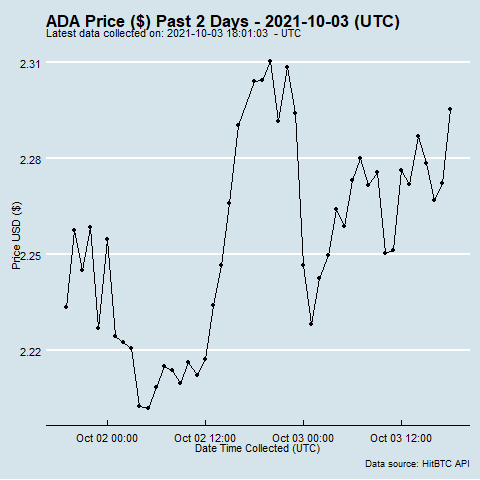 ADA Price ($) Past 2 Days - 2021-10-03 (UTC)
Latest data collected on: 2021-10-03 18:01:03 - UTC
2.31
2.28
2.25
2.22
Price USD ($)
Oct 02 00:00
Oct 02 12:00
Oct 03 00:00
Oct 03 12:00
Date Time Collected (UTC)
Data source: HitBTC API